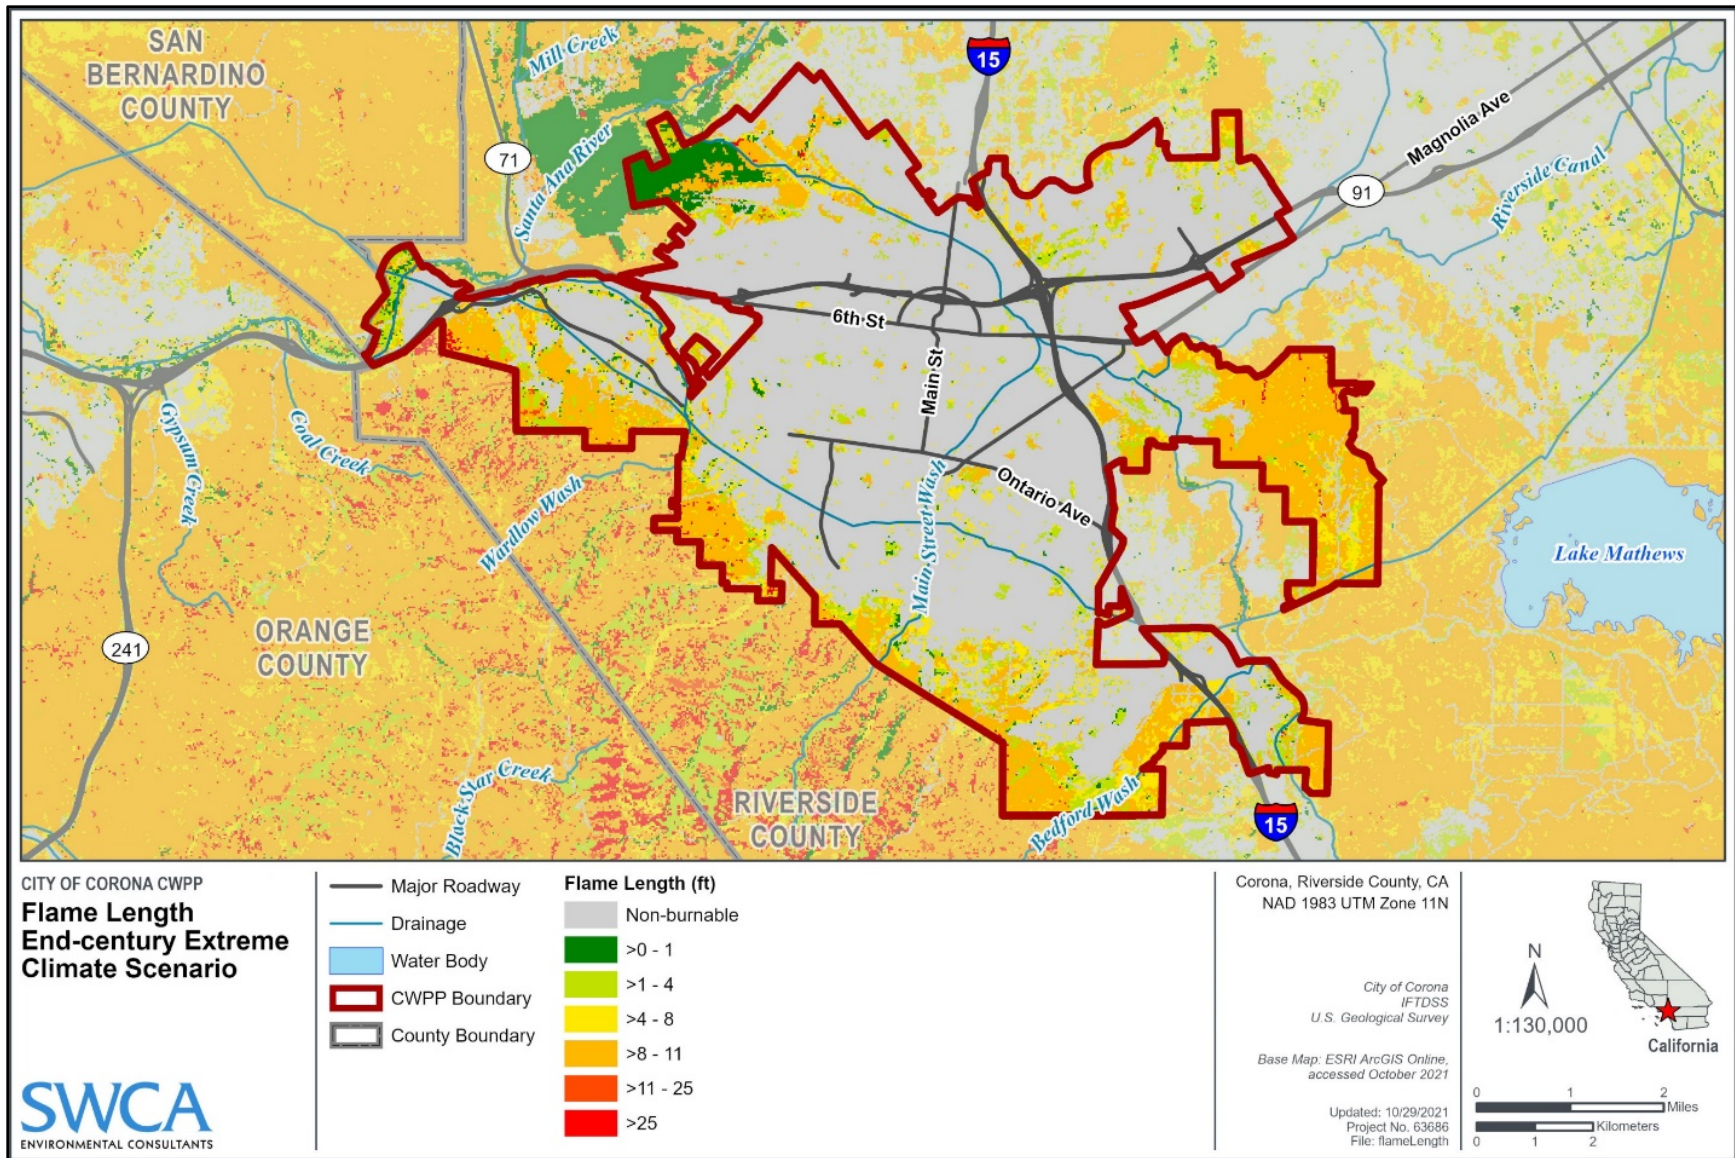 SAN
BERNARDINO
COUNTY
Mill Creek
15
71
Santa Ana River
Magnolia Ave
91
Riverside Canal
6th St
Main St
Gypsum Creek
Coal Creek
Wardlow Wash
Main Street Wash
Ontario Ave
Lake Mathews
241
ORANGE
COUNTY
Black Star Creek
RIVERSIDE
COUNTY
Bedford Wash
15
CITY OF CORONA CWPP
Flame Length
End-century Extreme
Climate Scenario
SWCA
ENVIRONMENTAL CONSULTANTS
Major Roadway
Drainage
Water Body
CWPP Boundary
County Boundary
Flame Length (ft)
Non-burnable
>0 - 1
>1 - 4
>4 - 8
>8 - 11
>11 - 25
>25
Corona, Riverside County, CA
NAD 1983 UTM Zone 11N
City of Corona
IFTDSS
U.S. Geological Survey
Base Map: ESRI ArcGIS Online,
accessed October 2021
Updated: 10/29/2021
Project No. 63686
File: flameLength
N
1:130,000
California
0 1 2
Miles
Kilometers
0 1 2